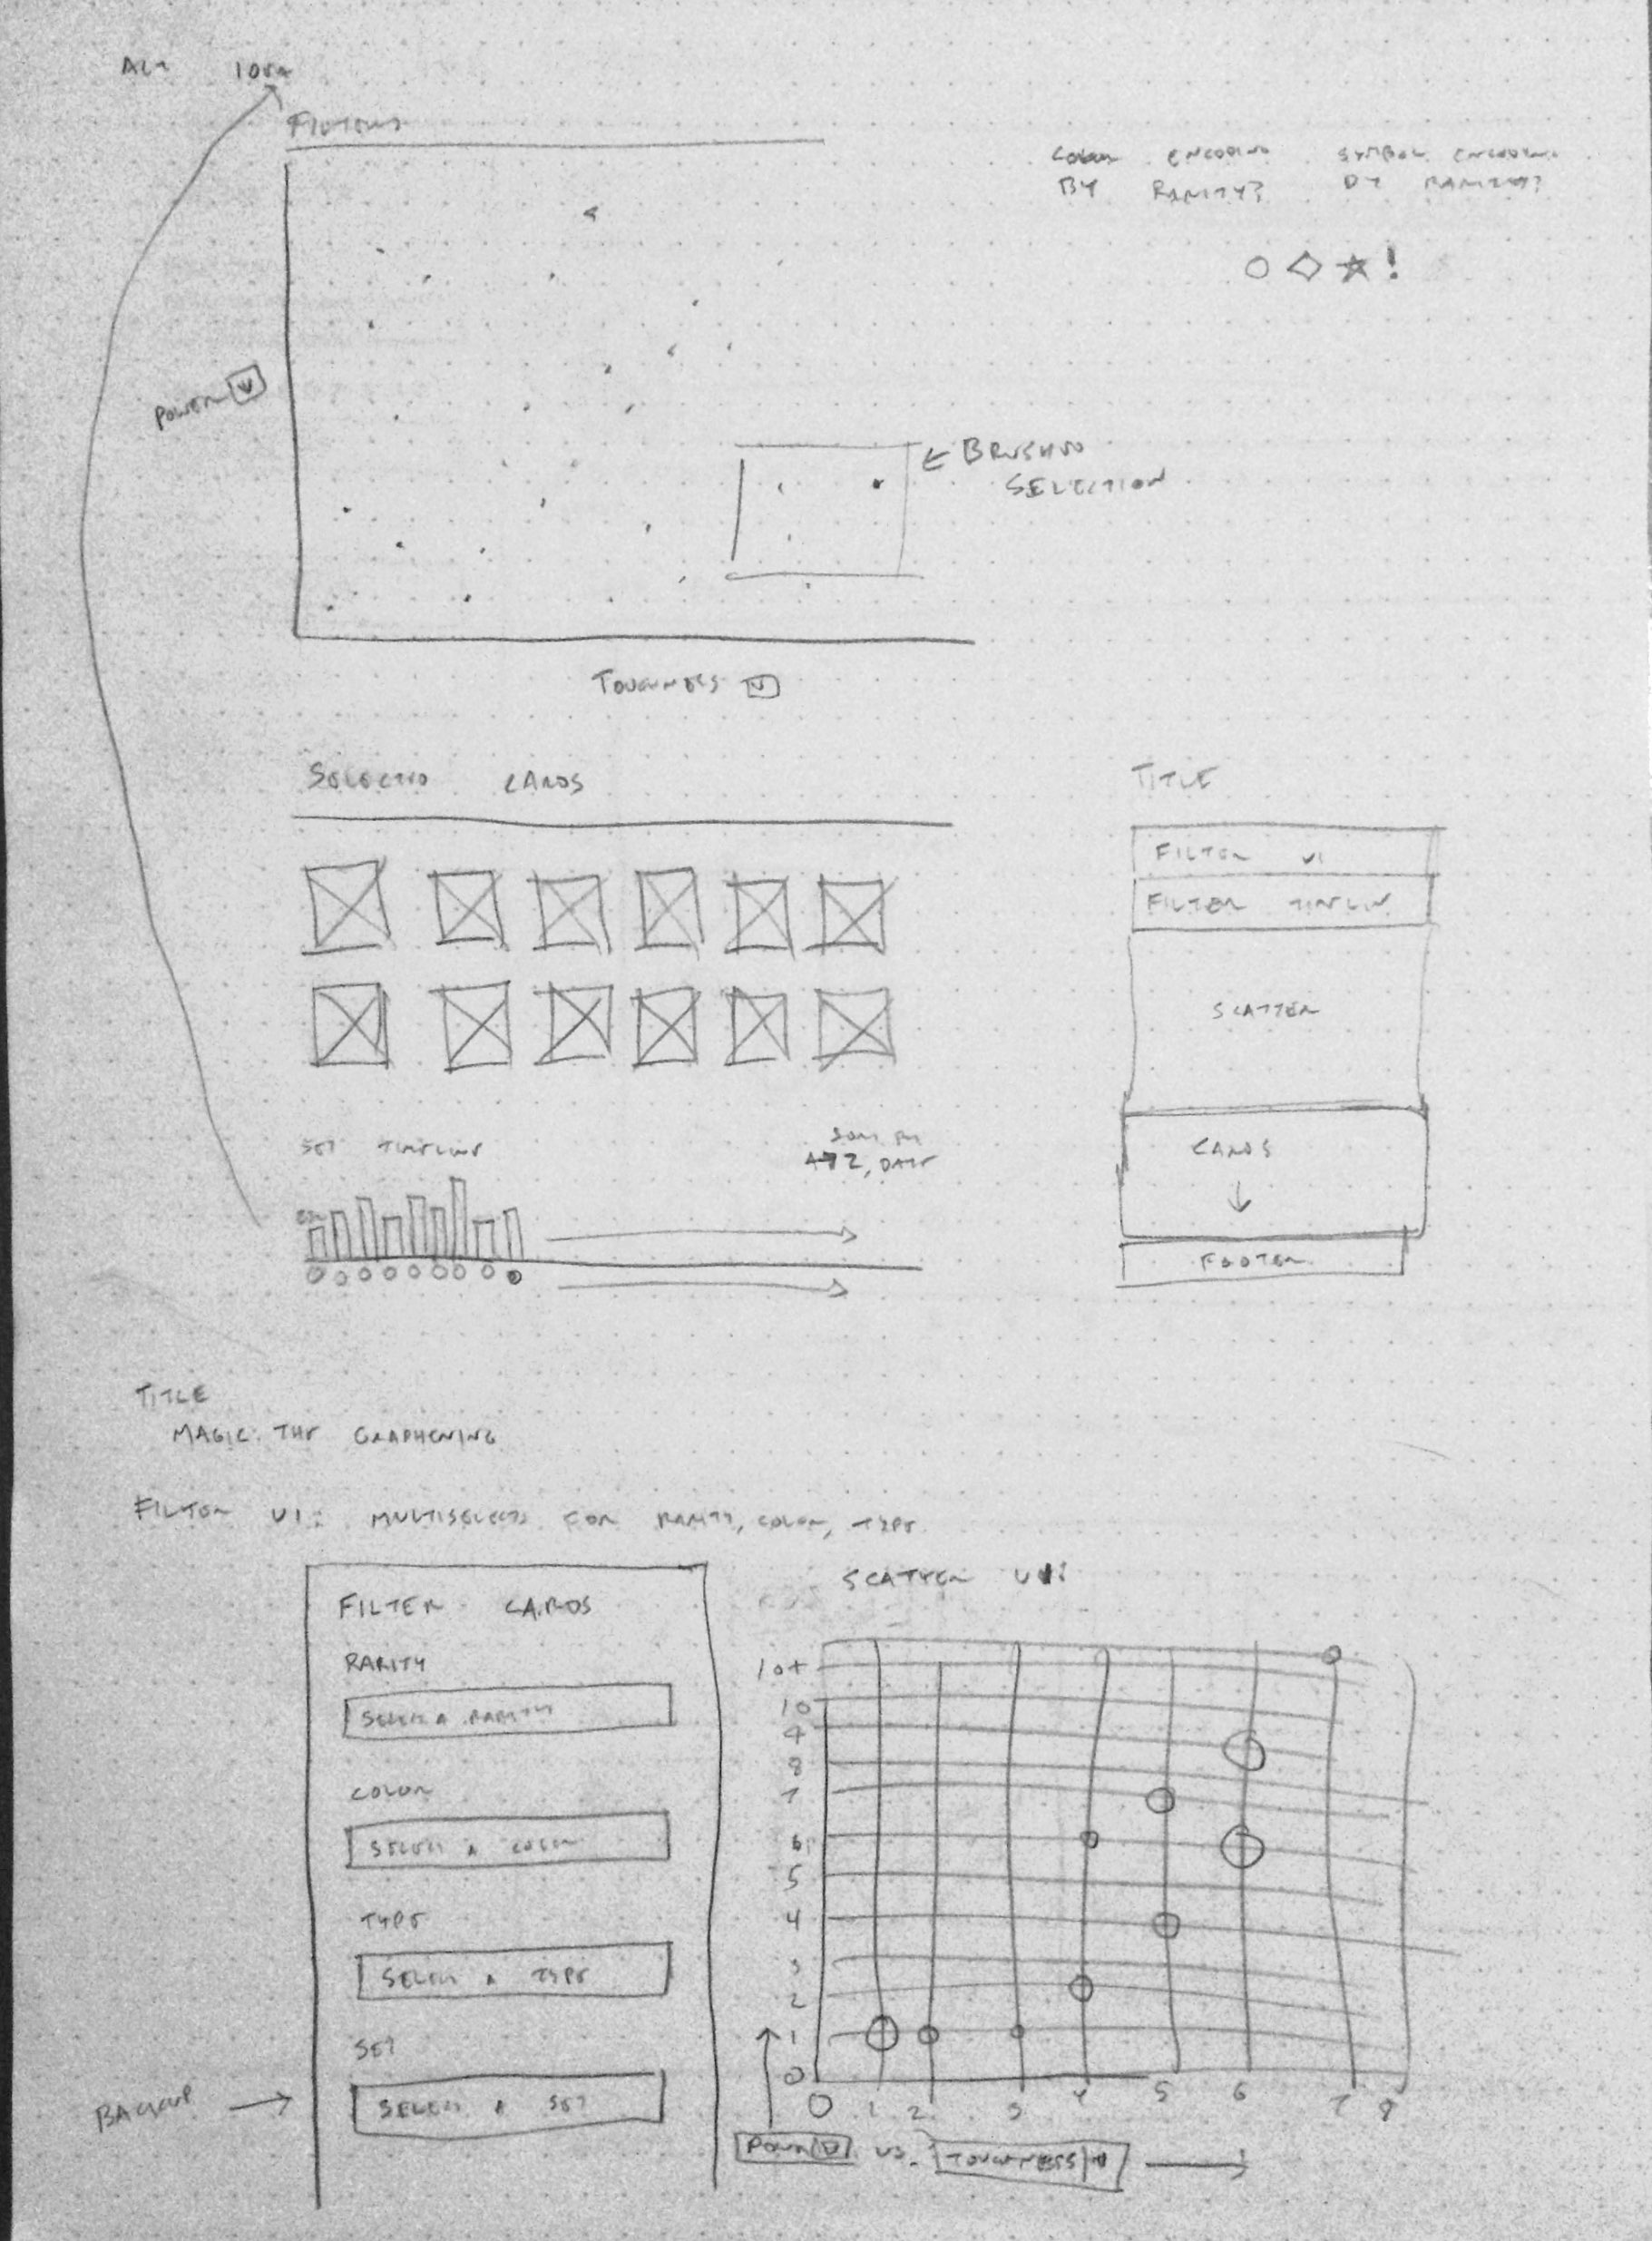 ALT IDEA
FILTERS
COLOR ENCODING
BY RARITY?
SYMBOL ENCODING
BY RARITY?
!
POWER
← BRUSHED
SELECTION
TOUGHNESS
SELECTED CARDS
TITLE
FILTER UI
FILTER TIMELINE
SCATTER
CARDS
FOOTER
SET TIMELINE
SORT BY
A→Z, DATE
TITLE
MAGIC: THE GRAPHENING
FILTER UI: MULTISELECTS FOR RARITY, COLOR, TYPE
FILTER CARDS
RARITY
SELECT A RARITY
COLOR
SELECT A COLOR
TYPE
SELECT A TYPE
SET
BACKUP →
SELECT A SET
SCATTER UI:
10+
10
9
8
7
6
5
4
3
2
1
0
0 1 2 3 4 5 6 7 8
POWER VS. TOUGHNESS